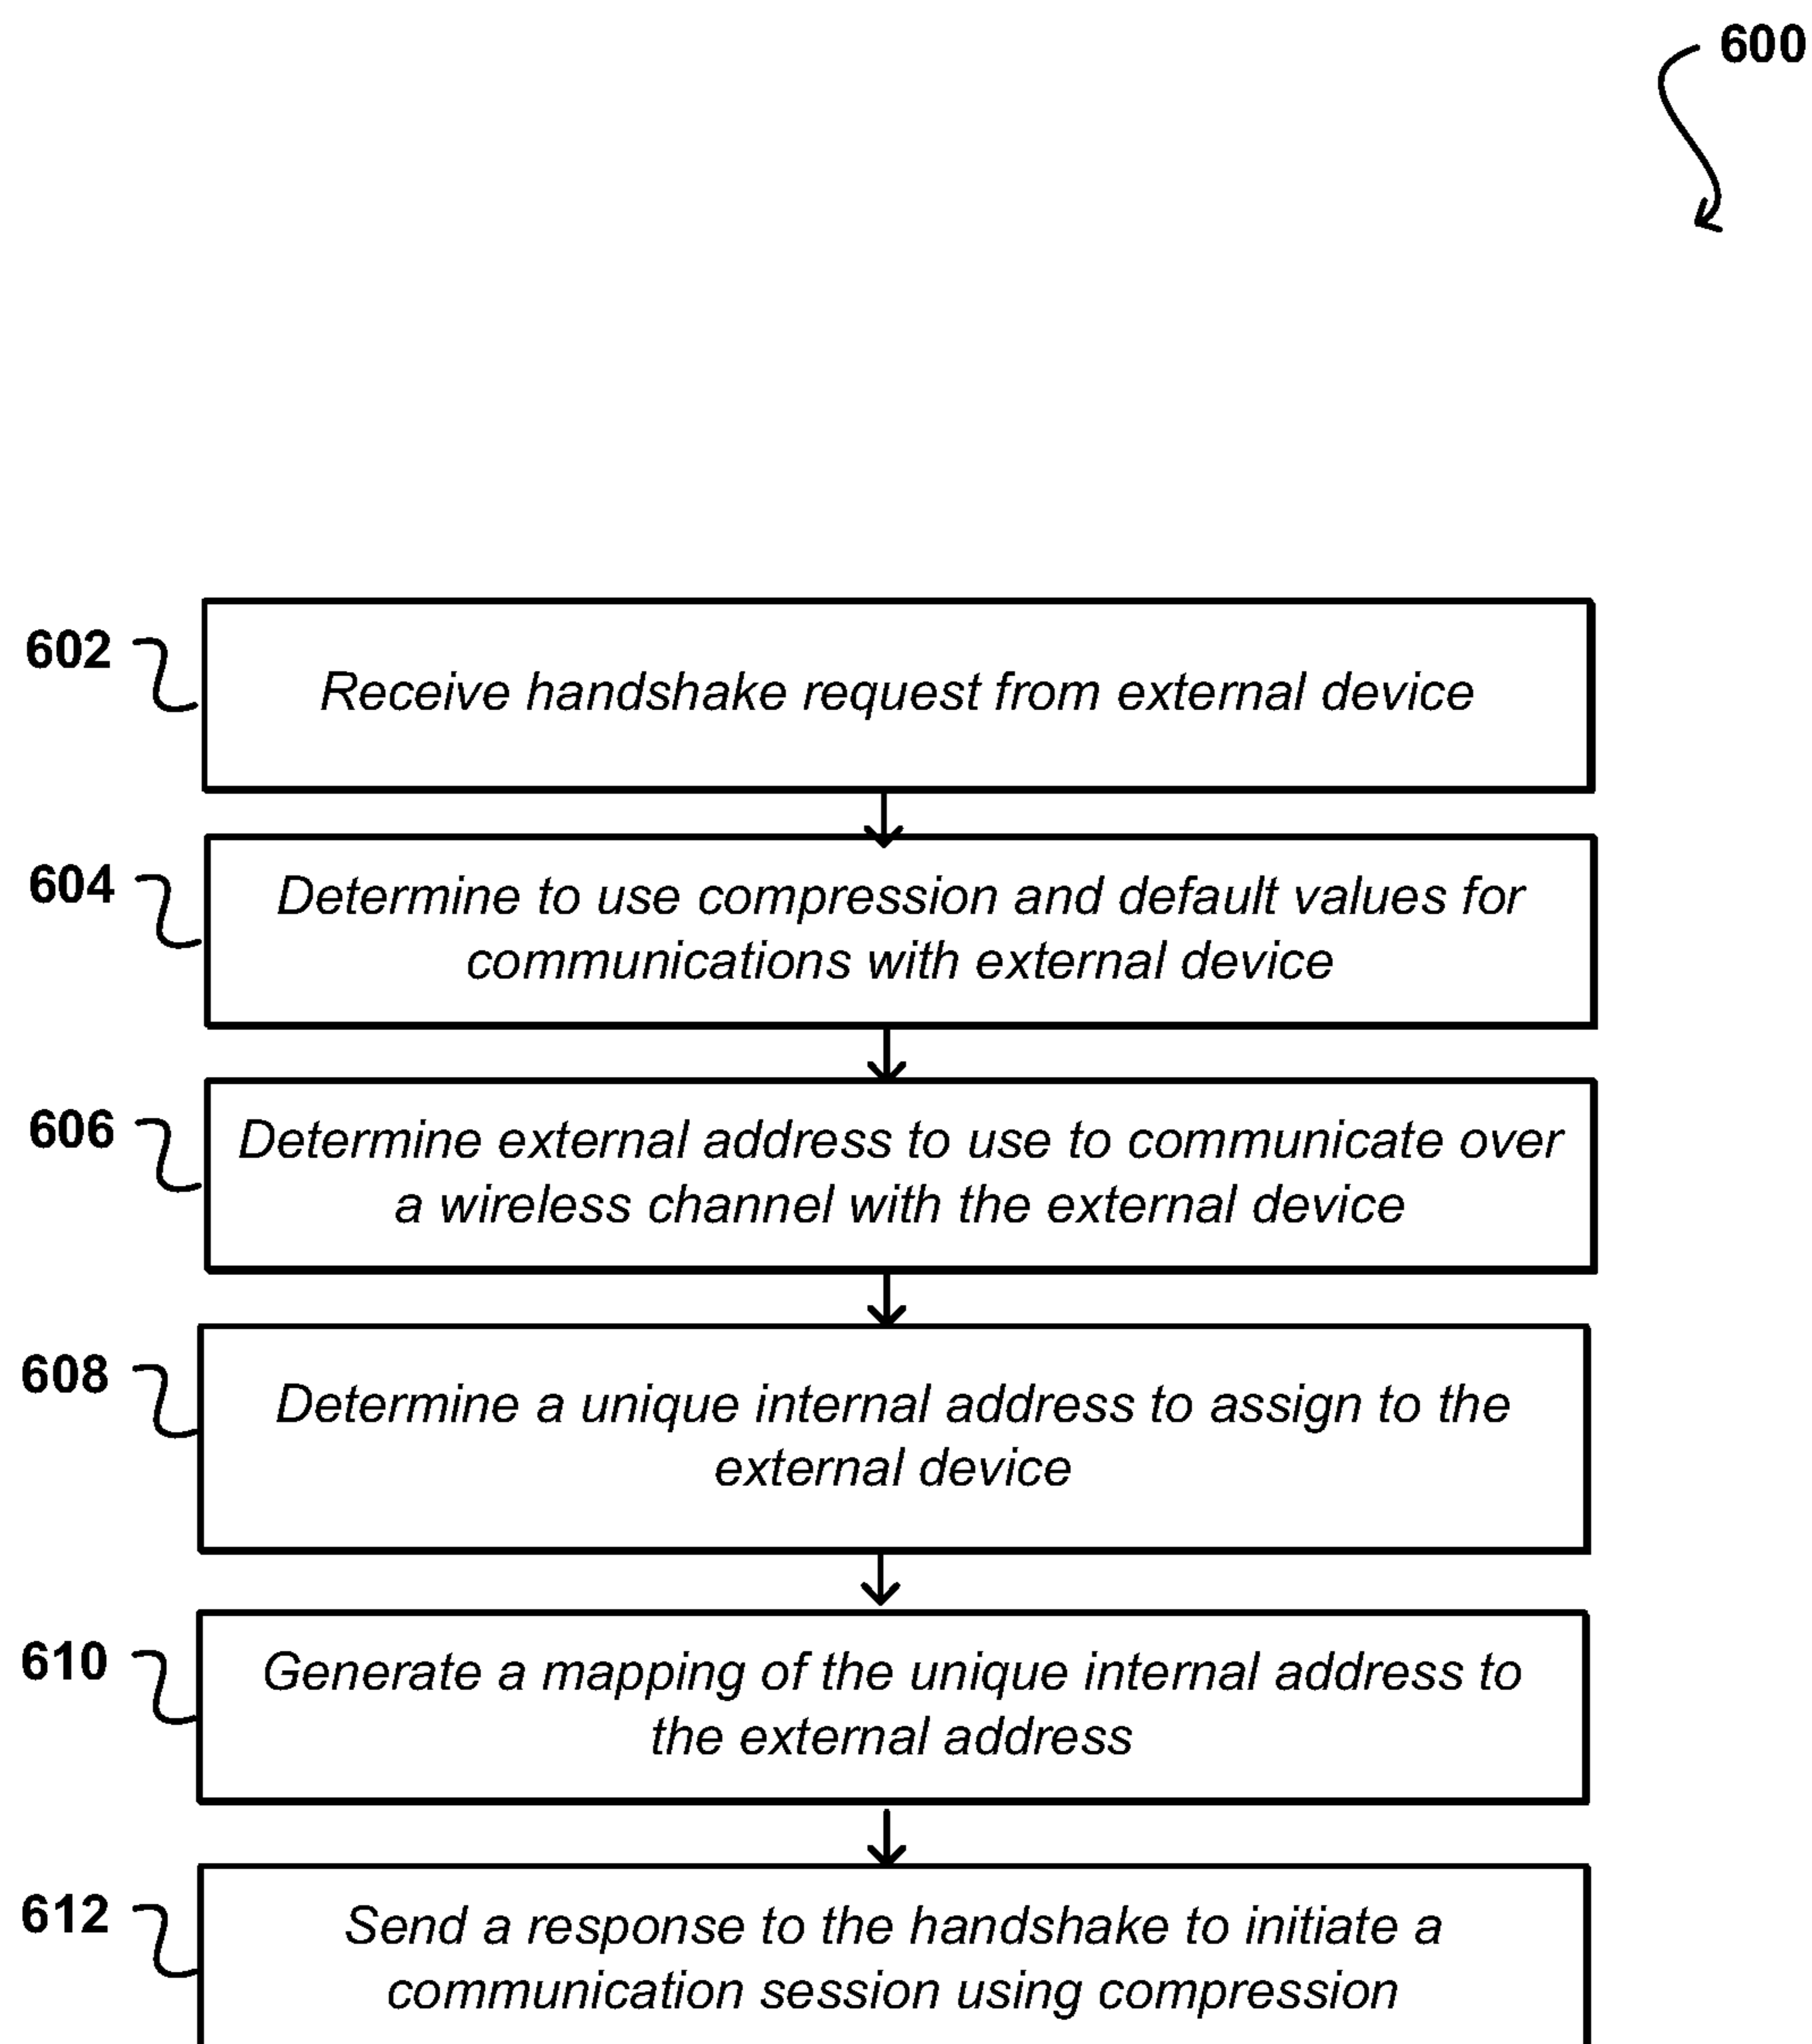 600
602
Receive handshake request from external device
604
Determine to use compression and default values for
communications with external device
606
Determine external address to use to communicate over
a wireless channel with the external device
608
Determine a unique internal address to assign to the
external device
610
Generate a mapping of the unique internal address to
the external address
612
Send a response to the handshake to initiate a
communication session using compression